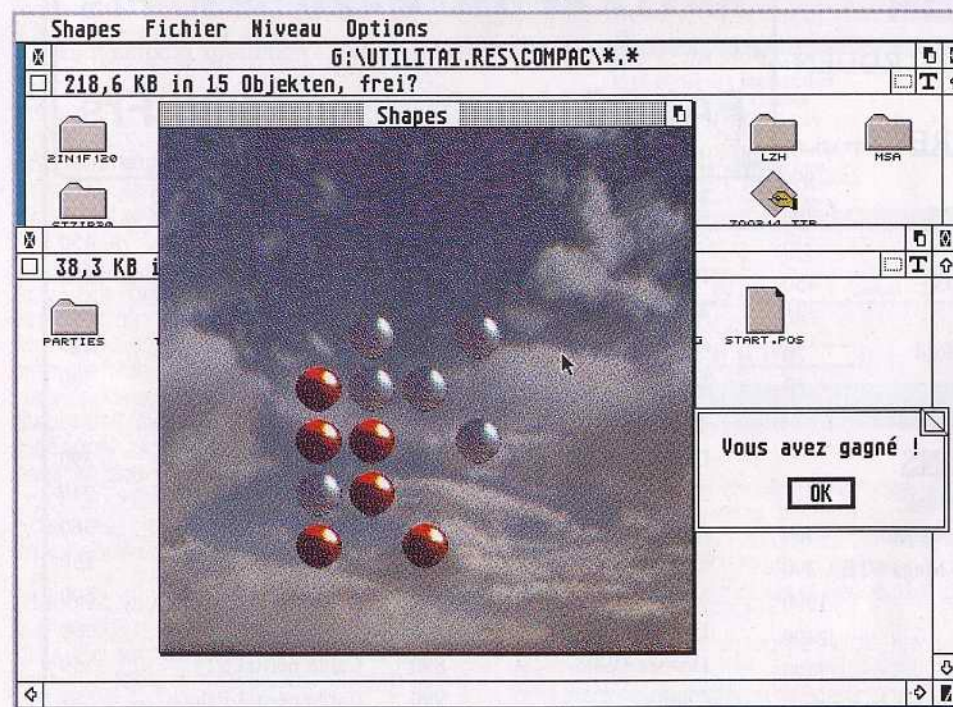 Shapes Fichier Niveau Options
G:\UTILITAI.RES\COMPAC\*.*
218,6 KB in 15 Objekten, frei?
Shapes
2IN1F120
LZH
MSA
38,3 KB
PARTIES
START.POS
Vous avez gagné !
OK